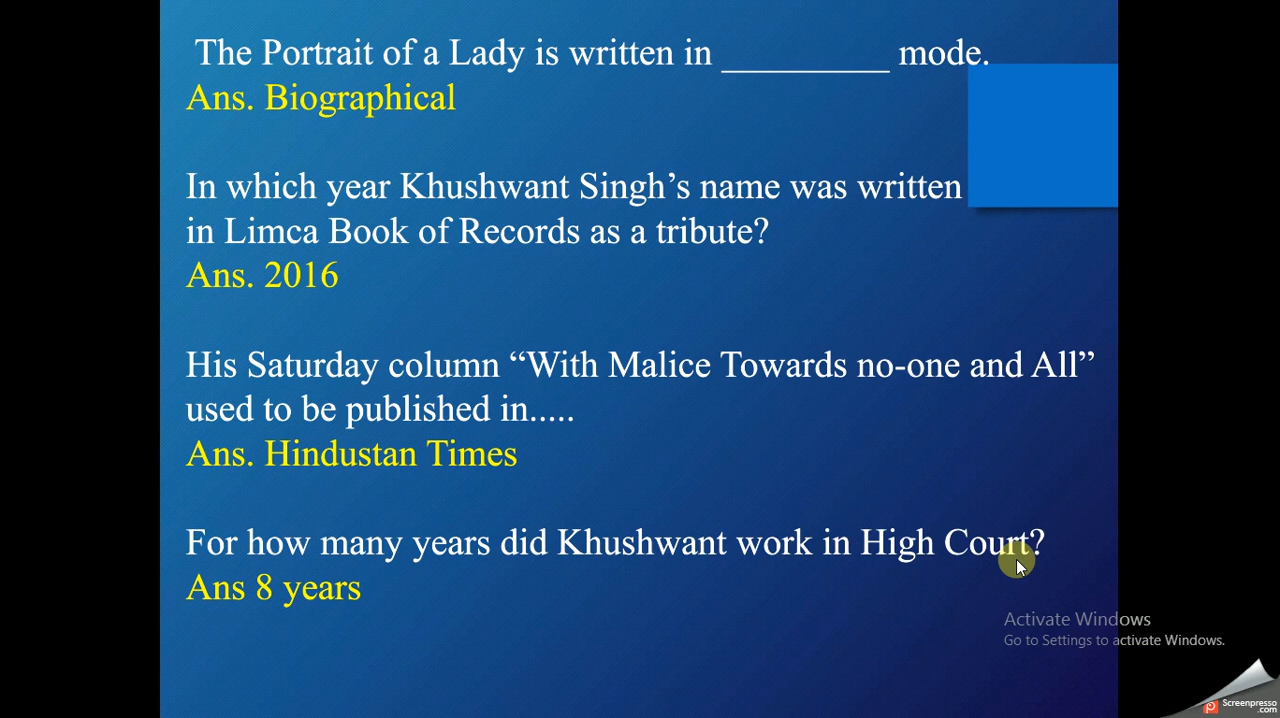 The Portrait of a Lady is written in _________ mode.
Ans. Biographical
In which year Khushwant Singh’s name was written
in Limca Book of Records as a tribute?
Ans. 2016
His Saturday column “With Malice Towards no-one and All”
used to be published in.....
Ans. Hindustan Times
For how many years did Khushwant work in High Court?
Ans 8 years
Activate Windows
Go to Settings to activate Windows.
Screenpresso
.com